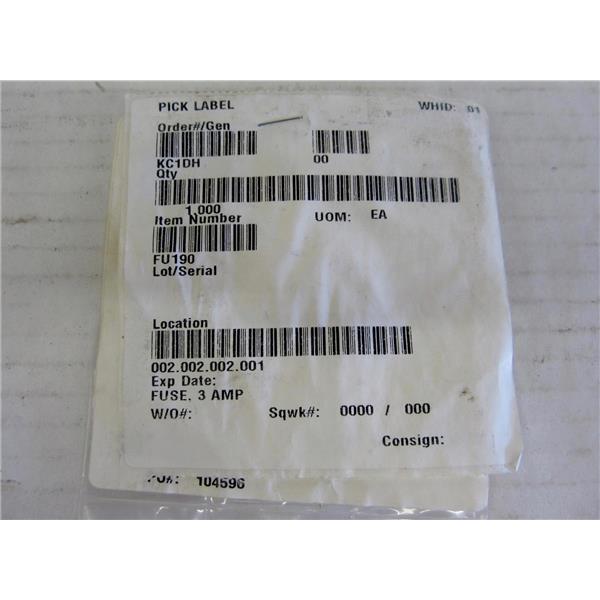 PICK LABEL WHID: 01
Order#/Gen
KC1DH 00
Qty
1.000
Item Number UOM: EA
FU190
Lot/Serial
Location
002.002.002.001
Exp Date:
FUSE, 3 AMP
W/O#: Sqwk#: 0000 / 000
Consign:
104596